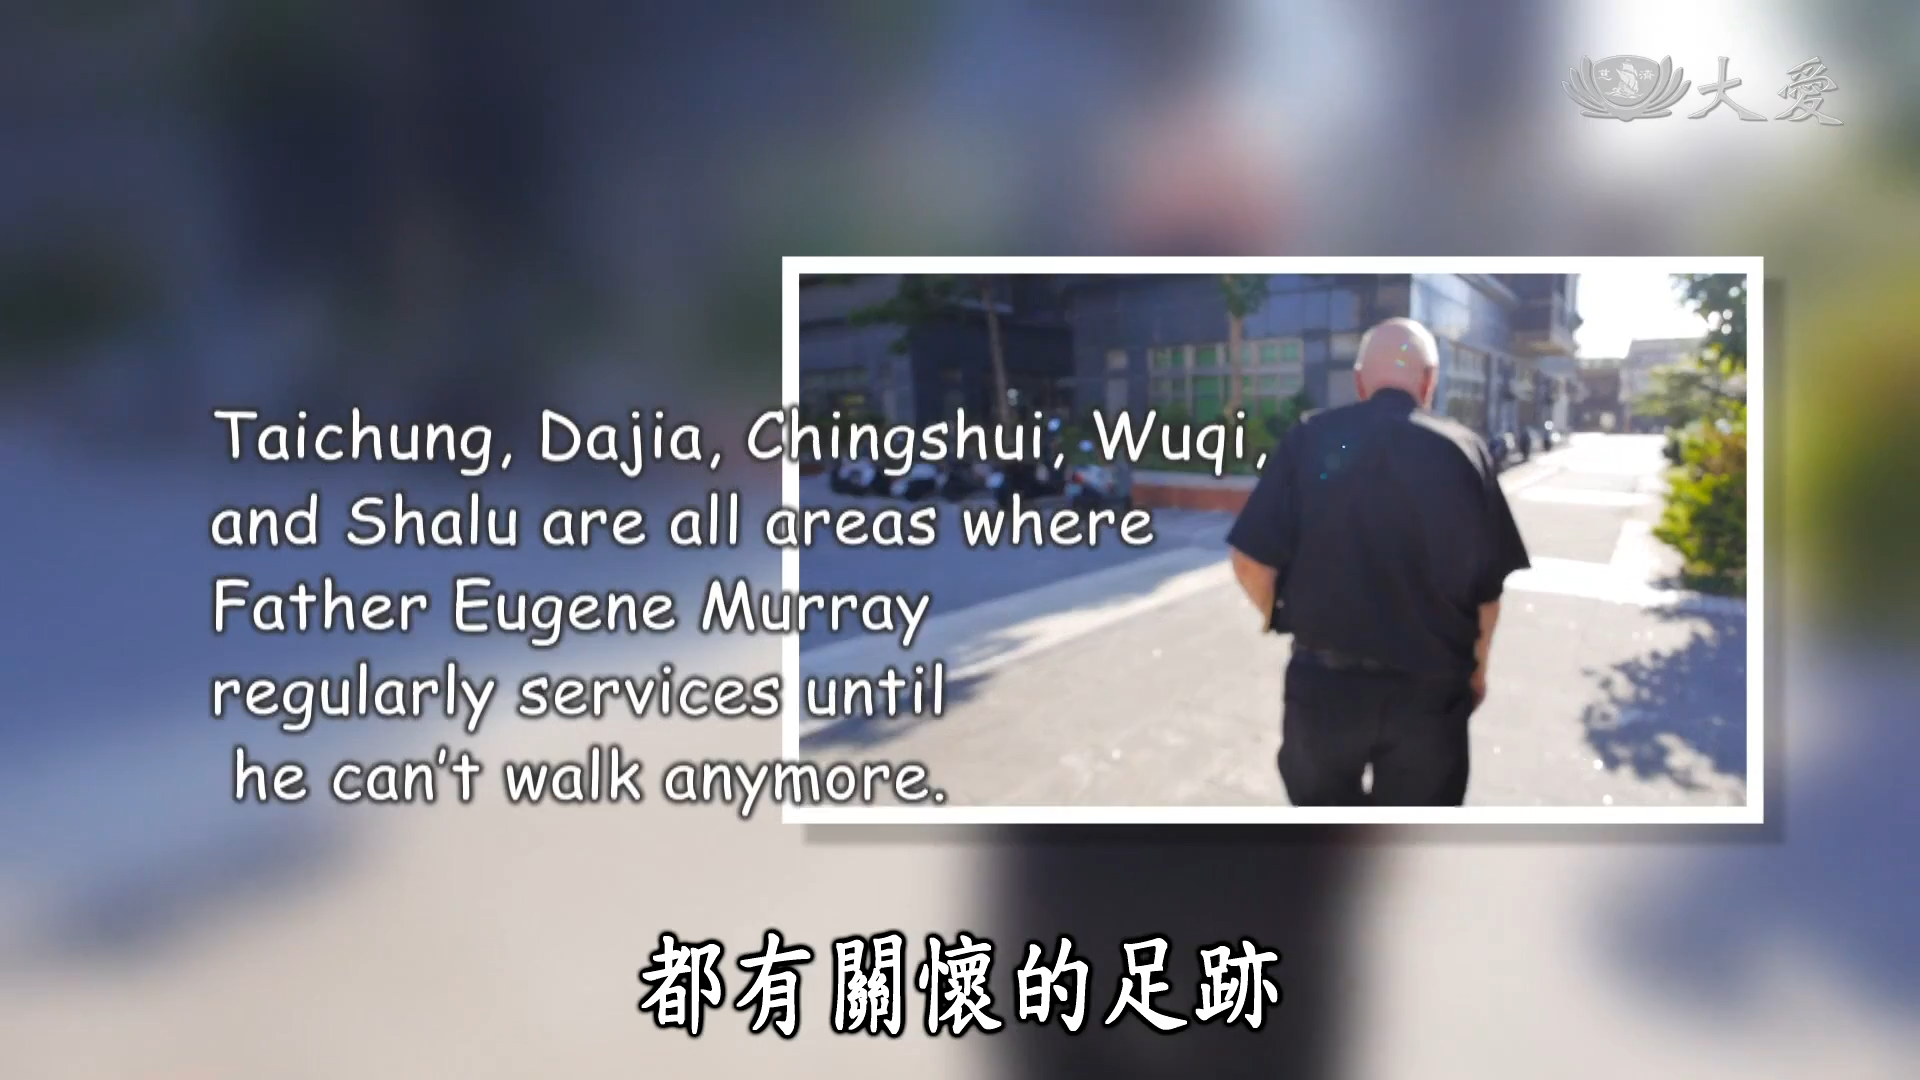 大愛
Taichung, Dajia, Chingshui, Wuqi,
and Shalu are all areas where
Father Eugene Murray
regularly services until
he can't walk anymore.
都有關懷的足跡